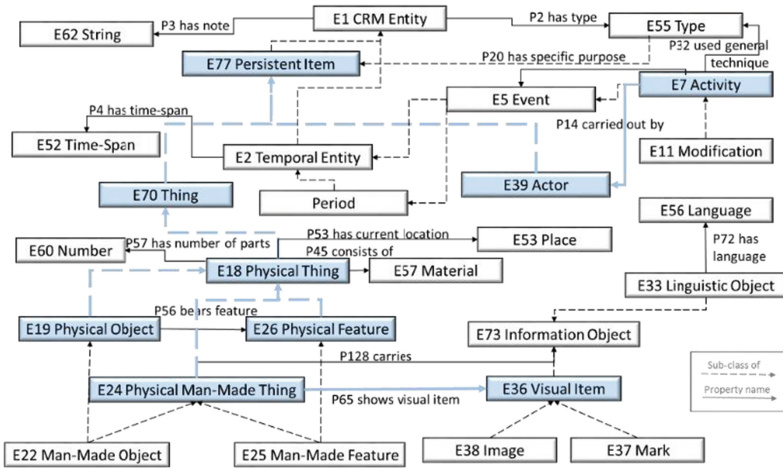 E1 CRM Entity
P3 has note
P2 has type
E62 String
E55 Type
P32 used general
technique
P20 has specific purpose
E77 Persistent Item
E7 Activity
E5 Event
P4 has time-span
P14 carried out by
E52 Time-Span
E2 Temporal Entity
E11 Modification
E70 Thing
E39 Actor
Period
E56 Language
P53 has current location
E60 Number
P57 has number of parts
P45 consists of
E53 Place
P72 has
language
E18 Physical Thing
E57 Material
E33 Linguistic Object
P56 bears feature
E19 Physical Object
E26 Physical Feature
E73 Information Object
P128 carries
Sub-class of
Property name
E24 Physical Man-Made Thing
P65 shows visual item
E36 Visual Item
E22 Man-Made Object
E25 Man-Made Feature
E38 Image
E37 Mark